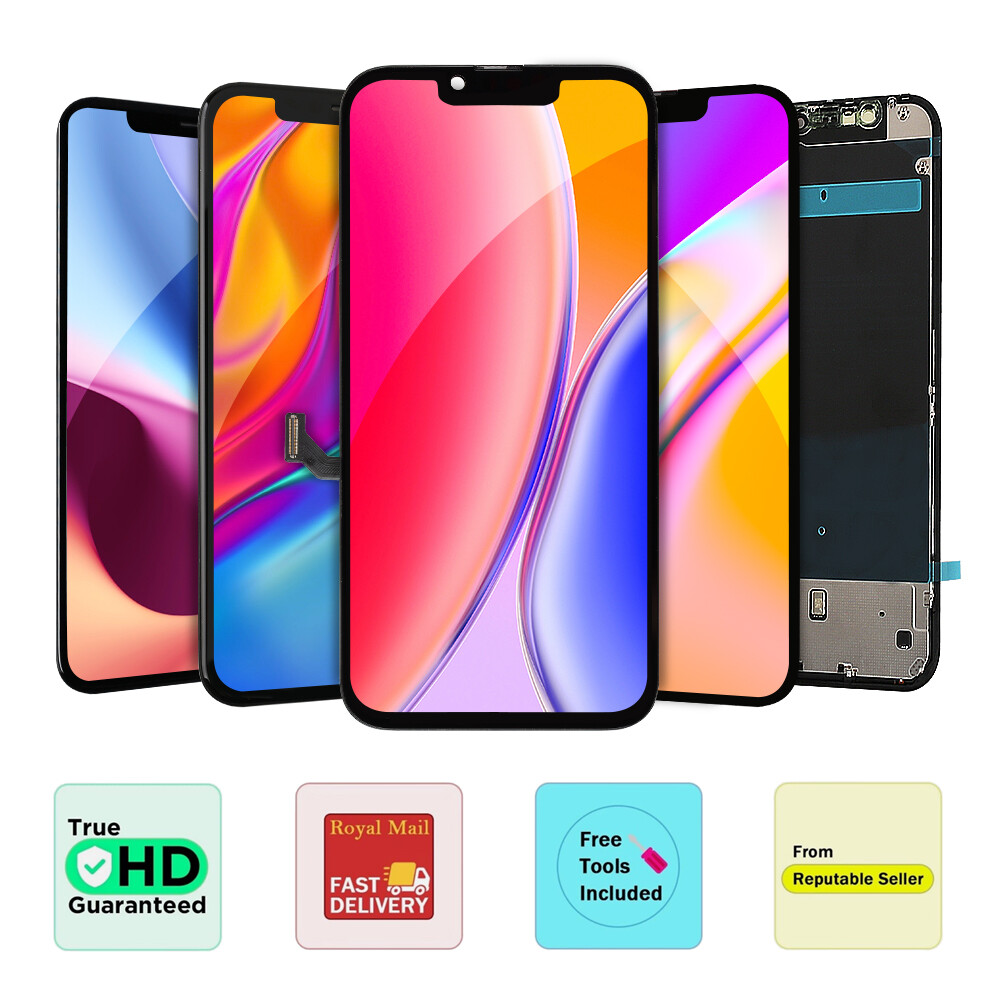 True
HD
Guaranteed
Royal Mail
FAST
DELIVERY
Free
Tools
Included
From
Reputable Seller